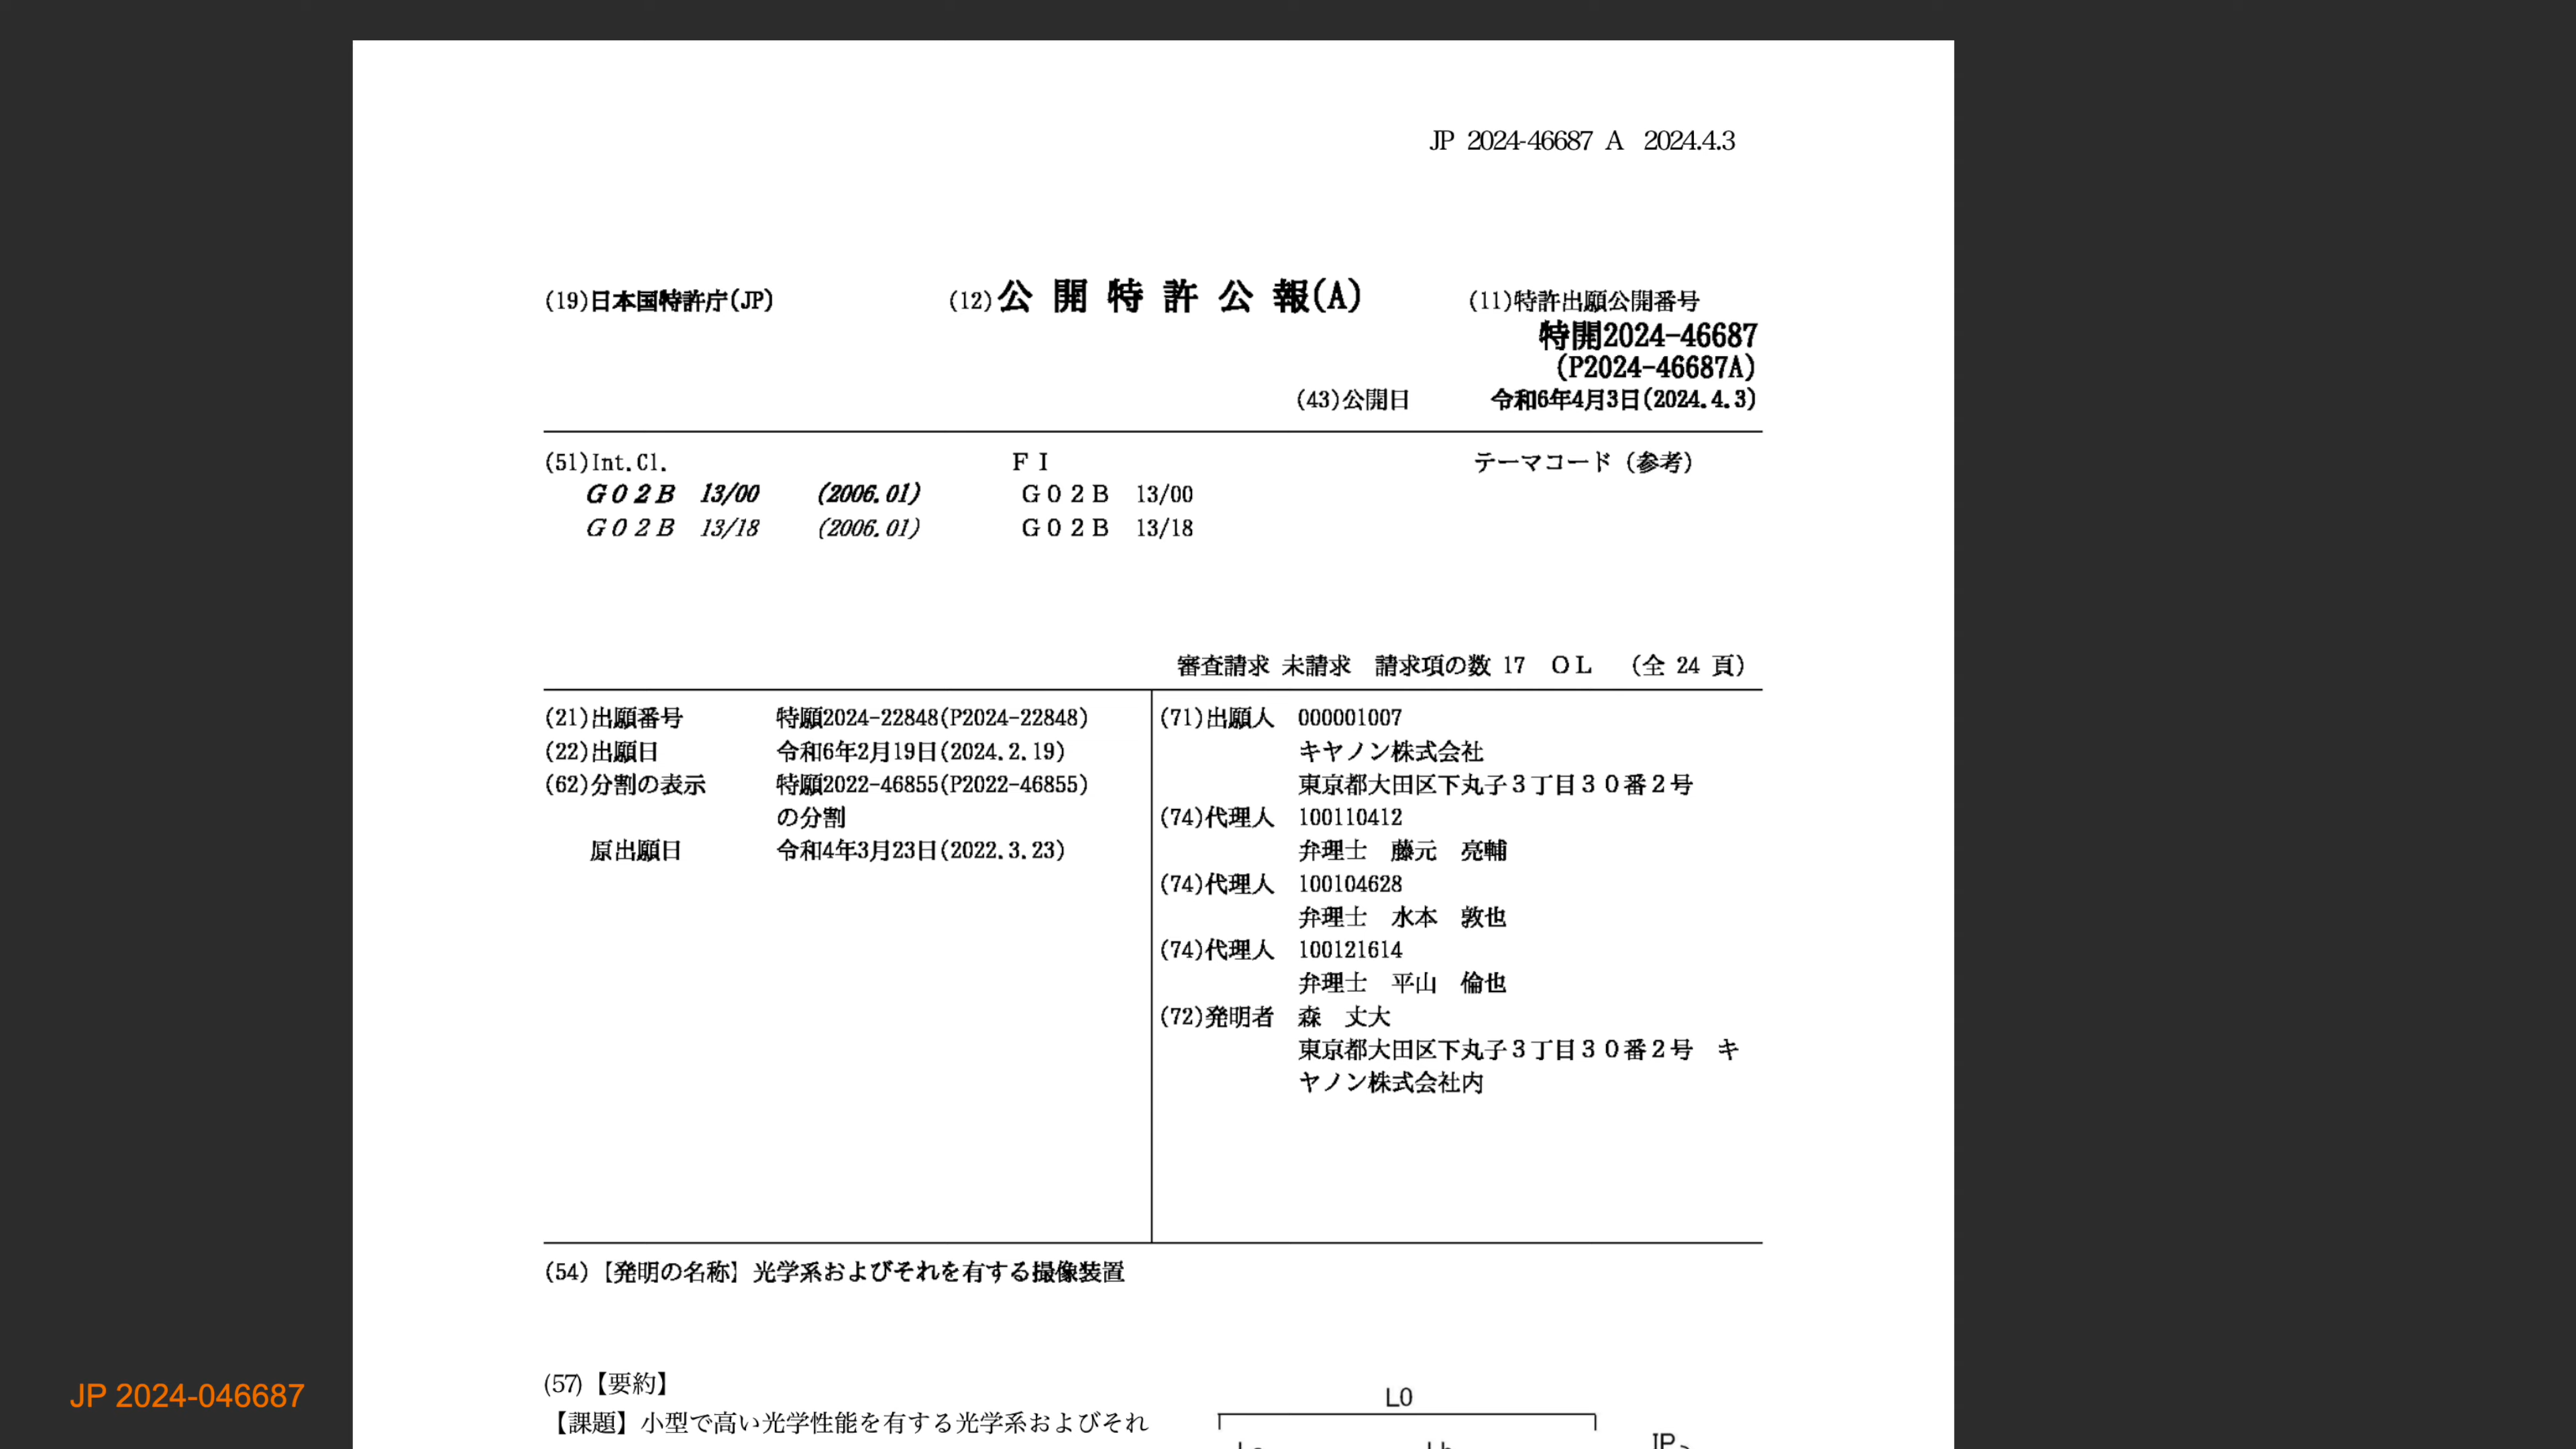 JP 2024-46687 A 2024.4.3
(19)日本国特許庁(JP)
(12)公開特許公報(A)
(11)特許出願公開番号
特開2024-46687
(P2024-46687A)
(43)公開日 令和6年4月3日(2024.4.3)
(51)Int.Cl. ＦＩ テーマコード（参考）
Ｇ０２Ｂ 13/00 (2006.01) Ｇ０２Ｂ 13/00
Ｇ０２Ｂ 13/18 (2006.01) Ｇ０２Ｂ 13/18
審査請求 未請求 請求項の数 17 ＯＬ （全 24 頁）
(21)出願番号 特願2024-22848(P2024-22848)
(22)出願日 令和6年2月19日(2024.2.19)
(62)分割の表示 特願2022-46855(P2022-46855)
の分割
原出願日 令和4年3月23日(2022.3.23)
(71)出願人 000001007
キヤノン株式会社
東京都大田区下丸子３丁目３０番２号
(74)代理人 100110412
弁理士 藤元 亮輔
(74)代理人 100104628
弁理士 水本 敦也
(74)代理人 100121614
弁理士 平山 倫也
(72)発明者 森 丈大
東京都大田区下丸子３丁目３０番２号 キ
ヤノン株式会社内
(54)【発明の名称】光学系およびそれを有する撮像装置
(57)【要約】
【課題】小型で高い光学性能を有する光学系およびそれ
L0
IP
JP 2024-046687